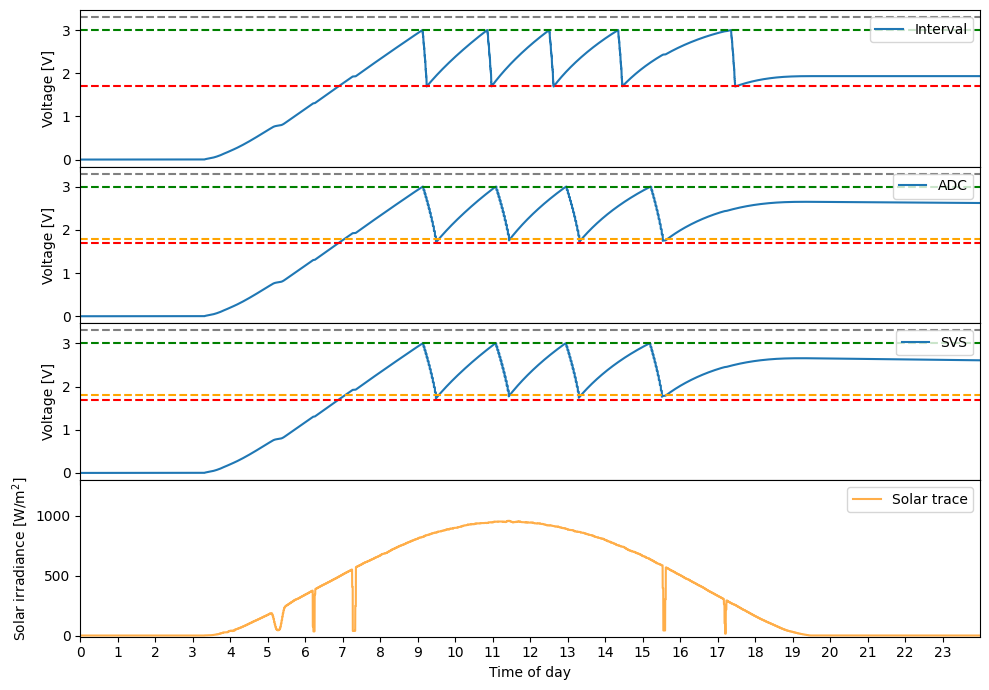 Voltage [V]
3
2
1
0
Interval
Voltage [V]
3
2
1
0
ADC
Voltage [V]
3
2
1
0
SVS
Solar irradiance [W/m²]
1000
500
0
Solar trace
0 1 2 3 4 5 6 7 8 9 10 11 12 13 14 15 16 17 18 19 20 21 22 23
Time of day